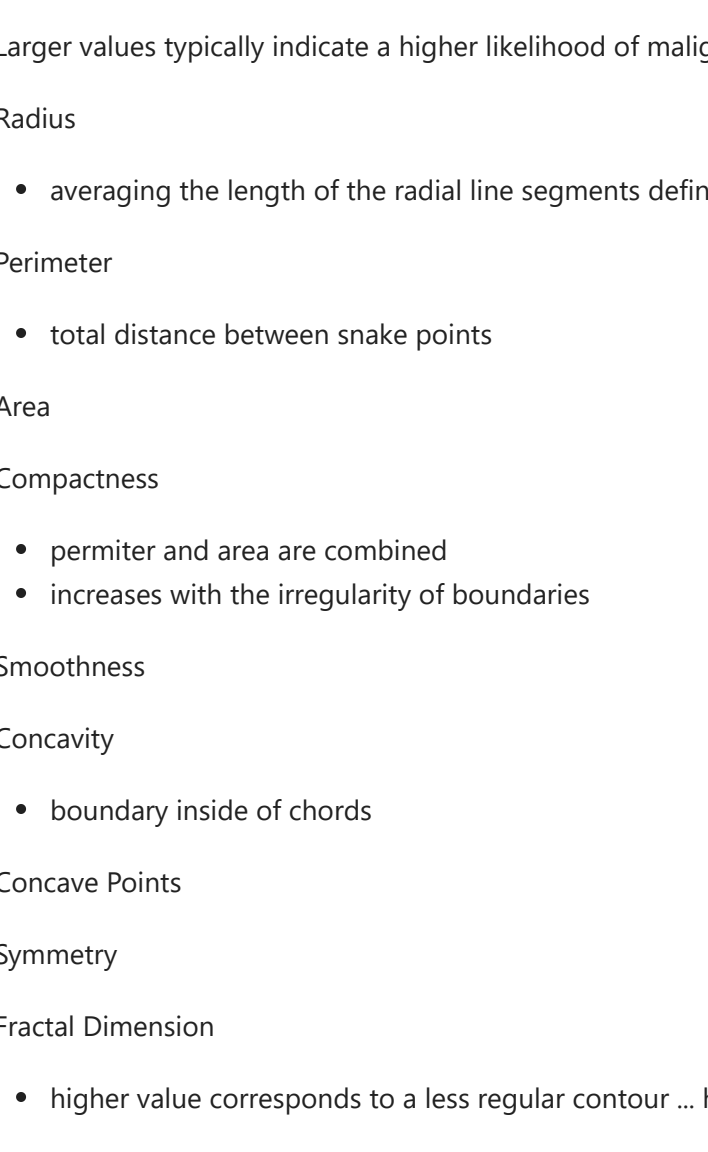 Larger values typically indicate a higher likelihood of
Radius
• averaging the length of the radial line segments
Perimeter
• total distance between snake points
Area
Compactness
• permiter and area are combined
• increases with the irregularity of boundaries
Smoothness
Concavity
• boundary inside of chords
Concave Points
Symmetry
Fractal Dimension
• higher value corresponds to a less regular contour ...